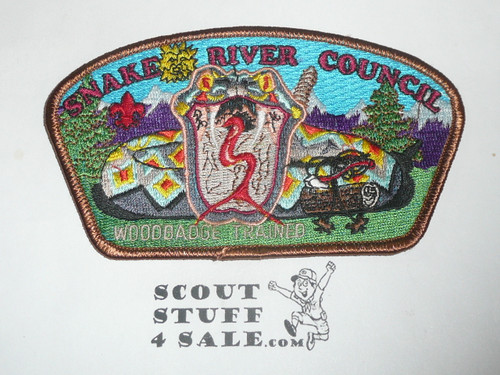 SNAKE RIVER COUNCIL
WOODBADGE TRAINED
SCOUT
STUFF
4 SALE.com